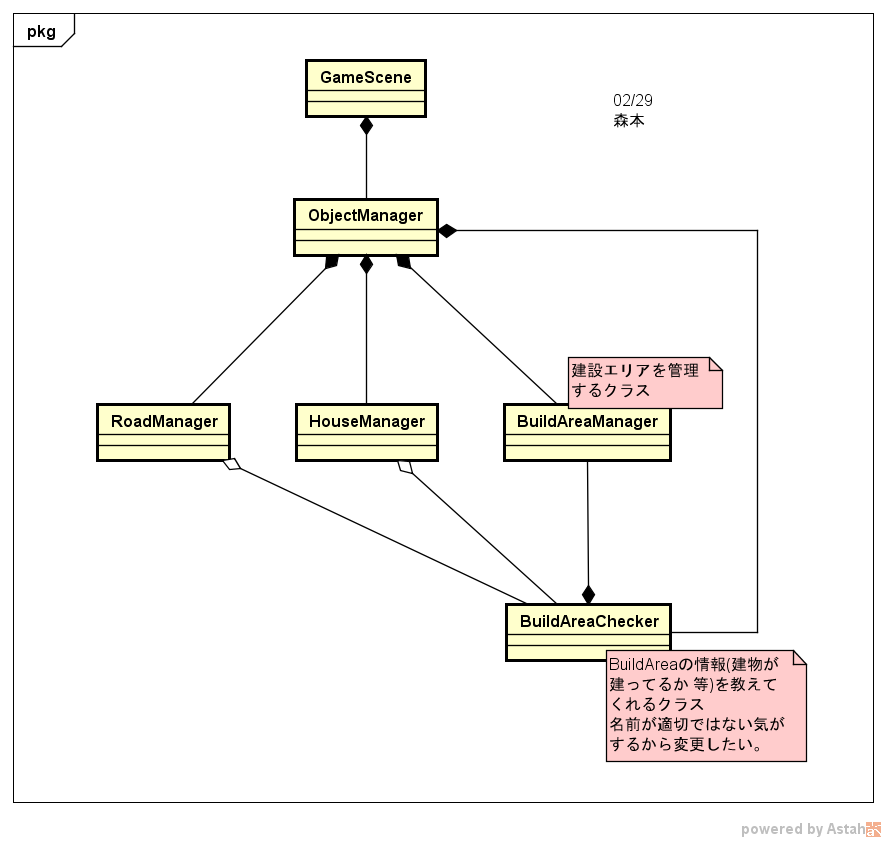 pkg
GameScene
02/29
森本
ObjectManager
建設エリアを管理
するクラス
RoadManager
HouseManager
BuildAreaManager
BuildAreaChecker
BuildAreaの情報(建物が
建ってるか 等)を教えて
くれるクラス
名前が適切ではない気が
するから変更したい。
powered by Astah